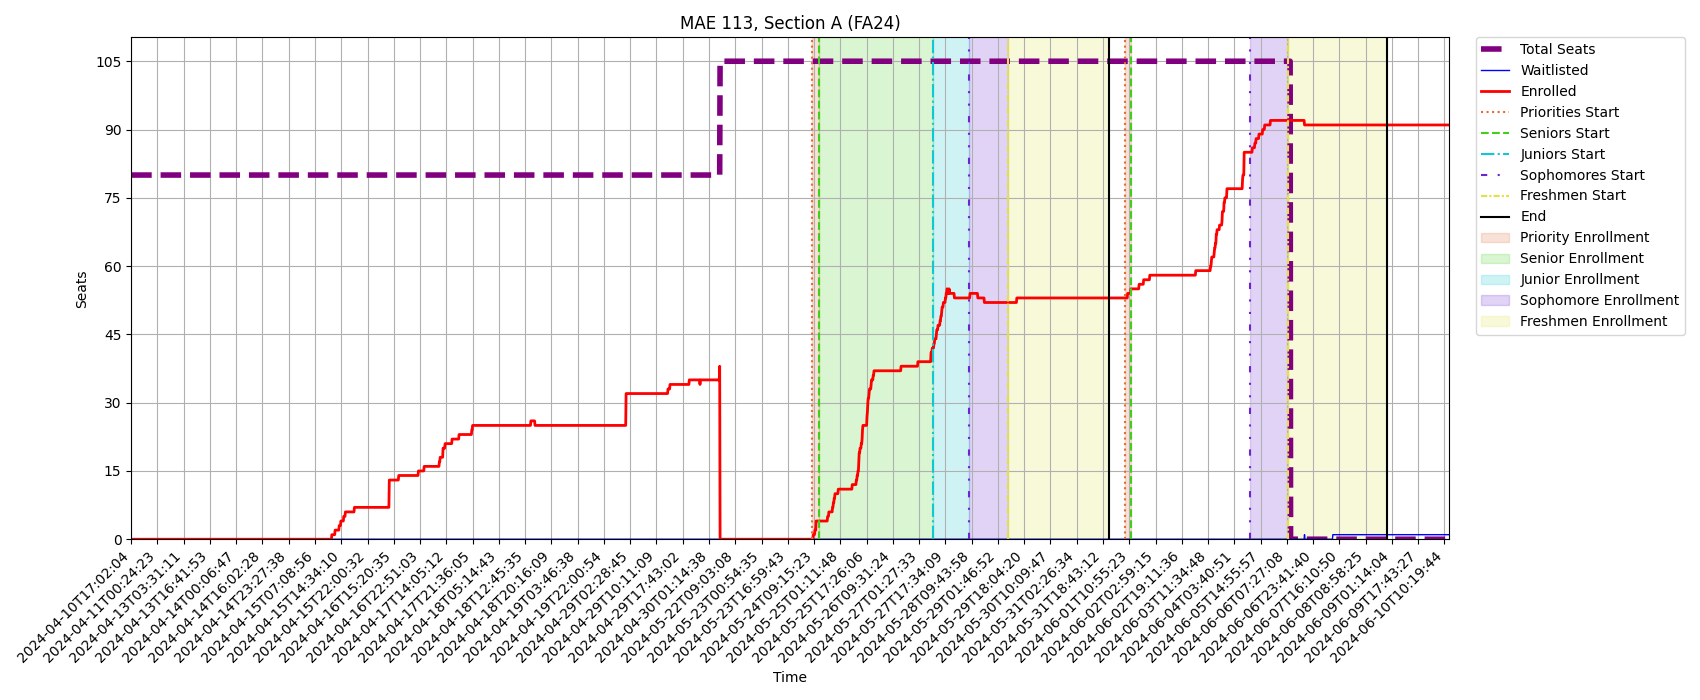 MAE 113, Section A (FA24)
Total Seats
Waitlisted
Enrolled
Priorities Start
Seniors Start
Juniors Start
Sophomores Start
Freshmen Start
End
Priority Enrollment
Senior Enrollment
Junior Enrollment
Sophomore Enrollment
Freshmen Enrollment
Seats
105
90
75
60
45
30
15
0
2024-04-10T17:02:04
2024-04-11T00:24:23
2024-04-13T03:31:11
2024-04-13T16:41:53
2024-04-14T00:06:47
2024-04-14T16:02:28
2024-04-14T23:27:38
2024-04-15T07:08:56
2024-04-15T14:34:10
2024-04-15T22:00:32
2024-04-16T15:20:35
2024-04-16T22:51:03
2024-04-17T14:05:12
2024-04-17T21:36:05
2024-04-18T05:14:43
2024-04-18T12:45:35
2024-04-18T20:16:09
2024-04-19T03:46:38
2024-04-19T22:00:54
2024-04-29T02:28:45
2024-04-29T10:11:09
2024-04-29T17:43:02
2024-04-30T01:14:38
2024-05-22T09:03:08
2024-05-23T00:54:35
2024-05-23T16:59:43
2024-05-24T09:15:23
2024-05-25T01:11:48
2024-05-25T17:26:06
2024-05-26T09:31:24
2024-05-27T01:27:33
2024-05-27T17:34:09
2024-05-28T09:43:58
2024-05-29T01:46:52
2024-05-29T18:04:20
2024-05-30T10:09:47
2024-05-31T02:26:34
2024-05-31T18:43:12
2024-06-01T10:55:23
2024-06-02T02:59:15
2024-06-02T19:11:36
2024-06-03T11:34:48
2024-06-04T03:40:51
2024-06-05T14:55:57
2024-06-06T07:27:08
2024-06-06T23:41:40
2024-06-07T16:10:50
2024-06-08T08:58:25
2024-06-09T01:14:04
2024-06-09T17:43:27
2024-06-10T10:19:44
Time